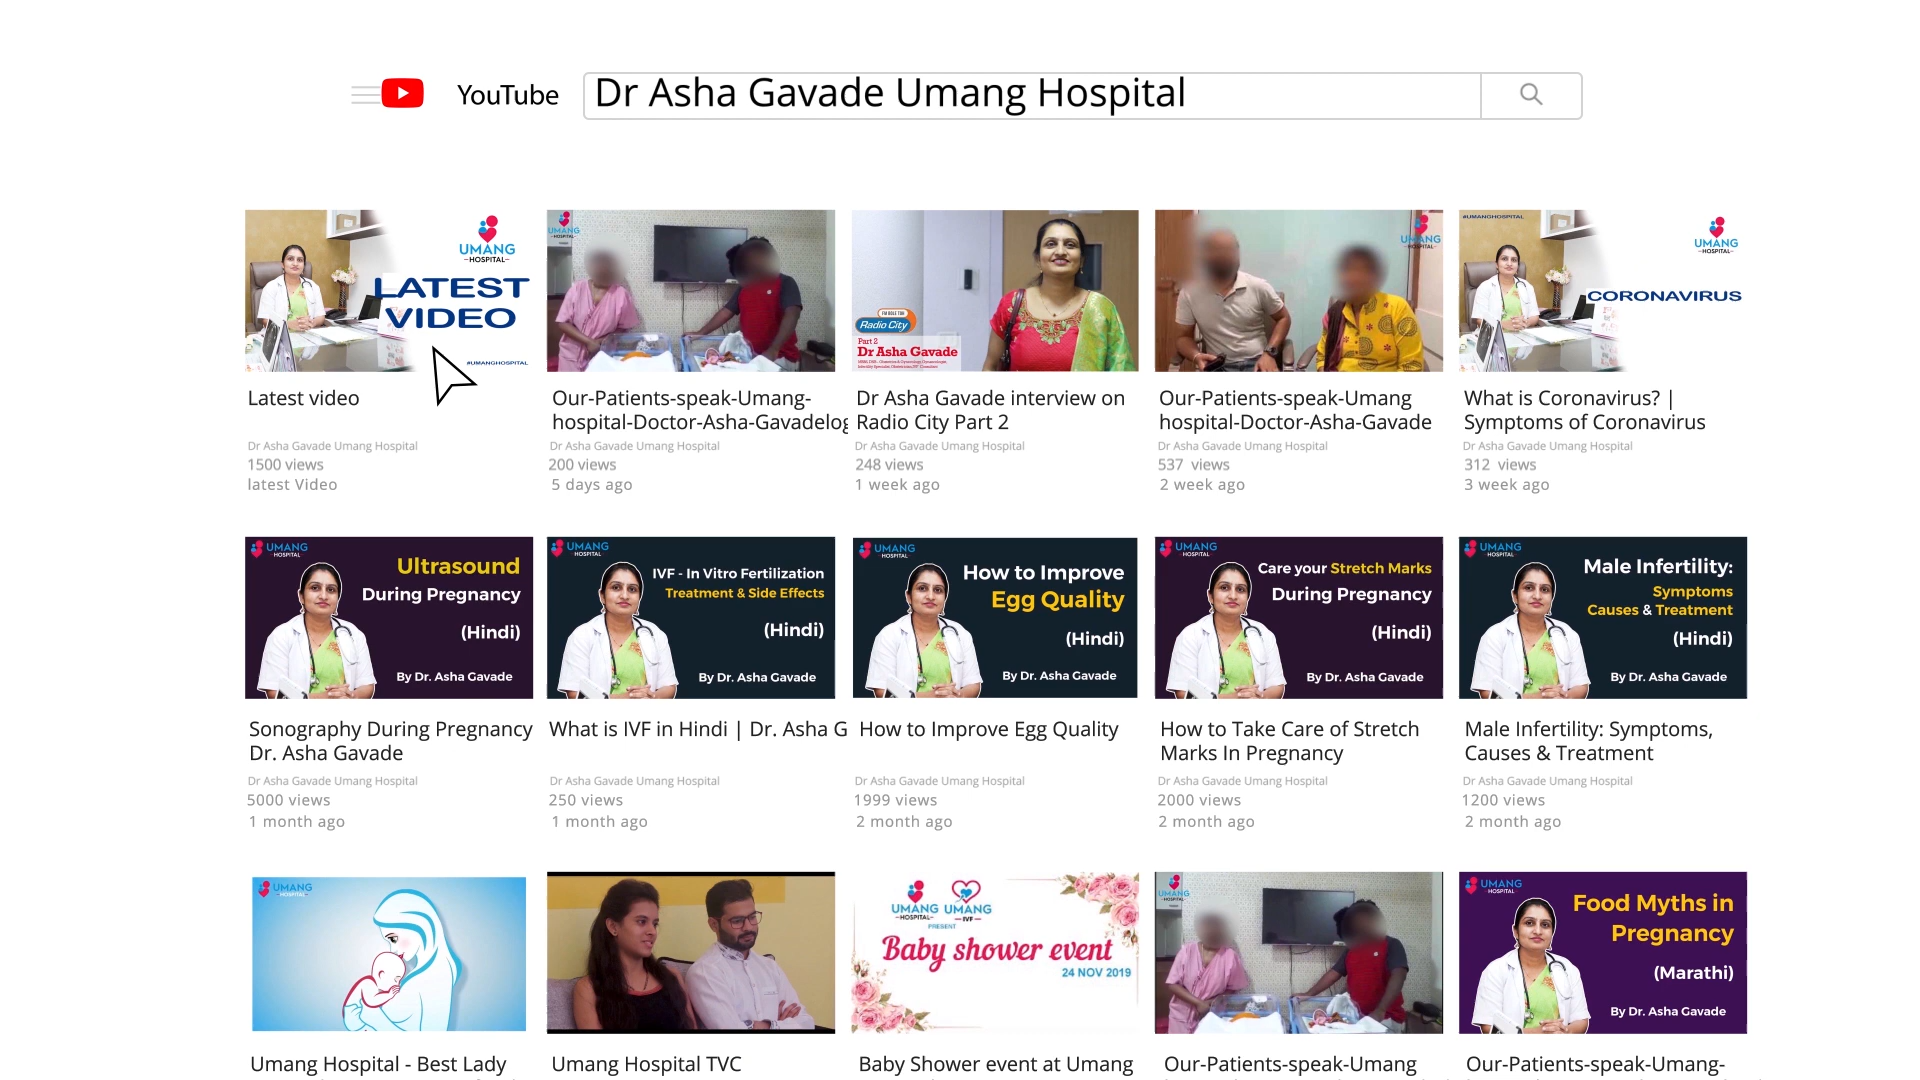 YouTube
Dr Asha Gavade Umang Hospital
UMANG
HOSPITAL
LATEST
VIDEO
#UMANGHOSPITAL
UMANG
HOSPITAL
FM BOLE TOH
Radio City
Part 2
Dr Asha Gavade
UMANG
HOSPITAL
#UMANGHOSPITAL
UMANG
HOSPITAL
CORONAVIRUS
Latest video
Dr Asha Gavade Umang Hospital
1500 views
latest Video
Our-Patients-speak-Umang-
hospital-Doctor-Asha-Gavadelog
Dr Asha Gavade Umang Hospital
200 views
5 days ago
Dr Asha Gavade interview on
Radio City Part 2
Dr Asha Gavade Umang Hospital
248 views
1 week ago
Our-Patients-speak-Umang
hospital-Doctor-Asha-Gavade
Dr Asha Gavade Umang Hospital
537 views
2 week ago
What is Coronavirus? |
Symptoms of Coronavirus
Dr Asha Gavade Umang Hospital
312 views
3 week ago
UMANG
HOSPITAL
Ultrasound
During Pregnancy
(Hindi)
By Dr. Asha Gavade
UMANG
HOSPITAL
IVF - In Vitro Fertilization
Treatment & Side Effects
(Hindi)
By Dr. Asha Gavade
UMANG
HOSPITAL
How to Improve
Egg Quality
(Hindi)
By Dr. Asha Gavade
UMANG
HOSPITAL
Care your Stretch Marks
During Pregnancy
(Hindi)
By Dr. Asha Gavade
UMANG
HOSPITAL
Male Infertility:
Symptoms
Causes & Treatment
(Hindi)
By Dr. Asha Gavade
Sonography During Pregnancy
Dr. Asha Gavade
Dr Asha Gavade Umang Hospital
5000 views
1 month ago
What is IVF in Hindi | Dr. Asha G
Dr Asha Gavade Umang Hospital
250 views
1 month ago
How to Improve Egg Quality
Dr Asha Gavade Umang Hospital
1999 views
2 month ago
How to Take Care of Stretch
Marks In Pregnancy
Dr Asha Gavade Umang Hospital
2000 views
2 month ago
Male Infertility: Symptoms,
Causes & Treatment
Dr Asha Gavade Umang Hospital
1200 views
2 month ago
UMANG
HOSPITAL
UMANG UMANG
HOSPITAL IVF
PRESENT
Baby shower event
24 NOV 2019
UMANG
HOSPITAL
UMANG
HOSPITAL
Food Myths in
Pregnancy
(Marathi)
By Dr. Asha Gavade
Umang Hospital - Best Lady
Umang Hospital TVC
Baby Shower event at Umang
Our-Patients-speak-Umang
Our-Patients-speak-Umang-